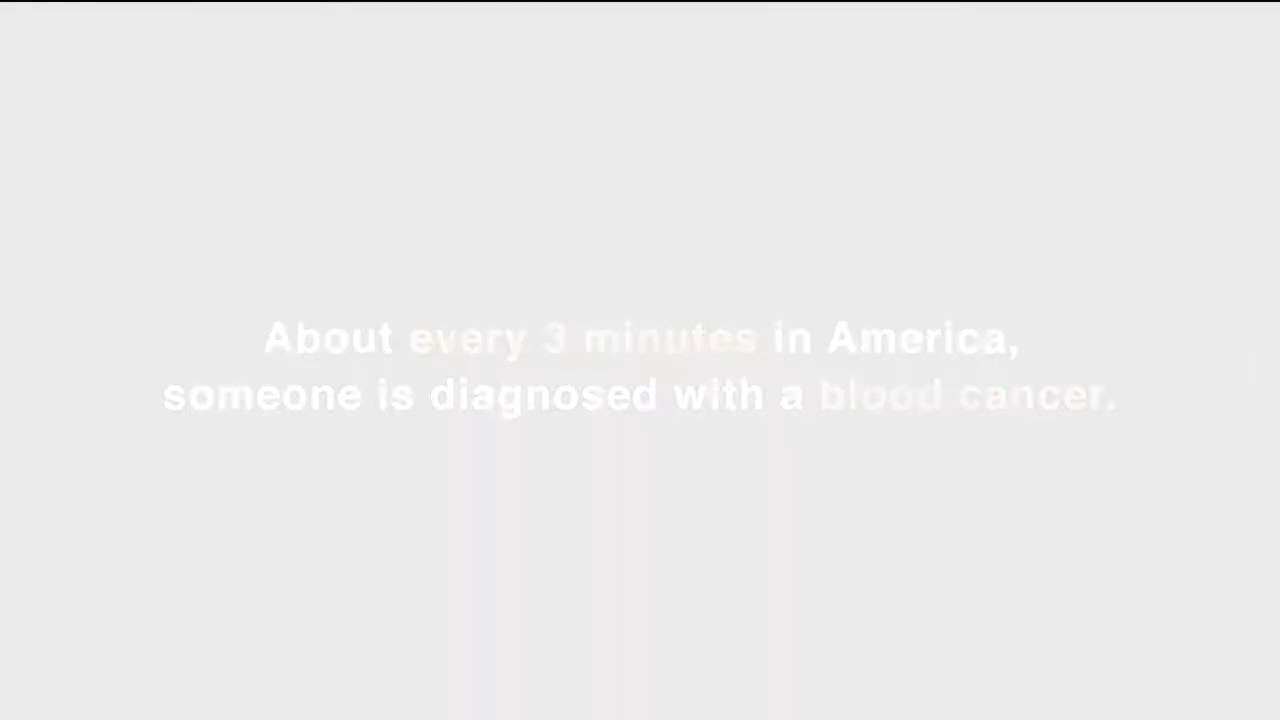 About every 3 minutes in America,
someone is diagnosed with a blood cancer.